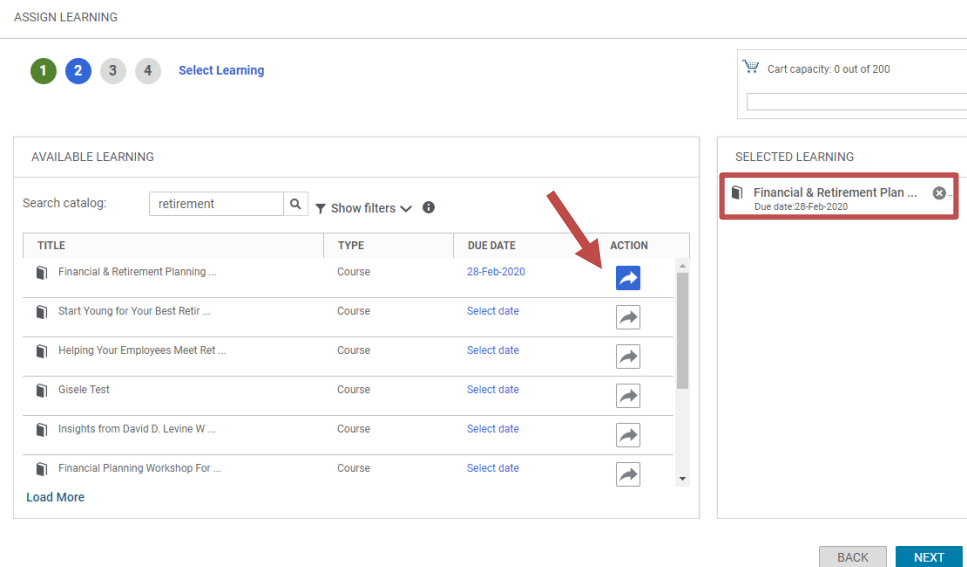 ASSIGN LEARNING
1 2 3 4 Select Learning
Cart capacity: 0 out of 200
AVAILABLE LEARNING
Search catalog: retirement Show filters
TITLE TYPE DUE DATE ACTION
Financial & Retirement Planning ... Course 28-Feb-2020
Start Young for Your Best Retir ... Course Select date
Helping Your Employees Meet Ret ... Course Select date
Gisele Test Course Select date
Insights from David D. Levine W ... Course Select date
Financial Planning Workshop For ... Course Select date
Load More
SELECTED LEARNING
Financial & Retirement Plan ...
Due date:28-Feb-2020
BACK NEXT